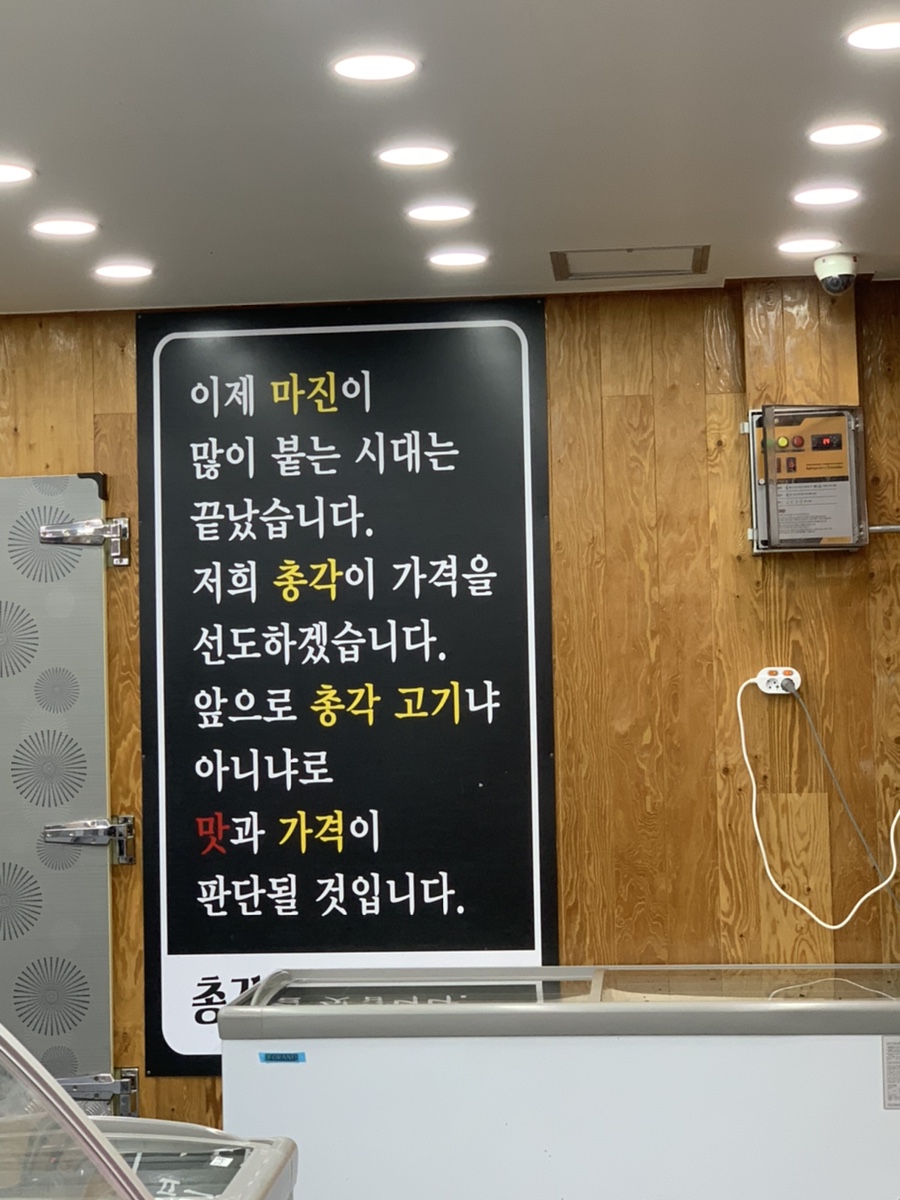 이제 마진이
많이 붙는 시대는
끝났습니다.
저희 총각이 가격을
선도하겠습니다.
앞으로 총각 고기냐
아니냐로
맛과 가격이
판단될 것입니다.